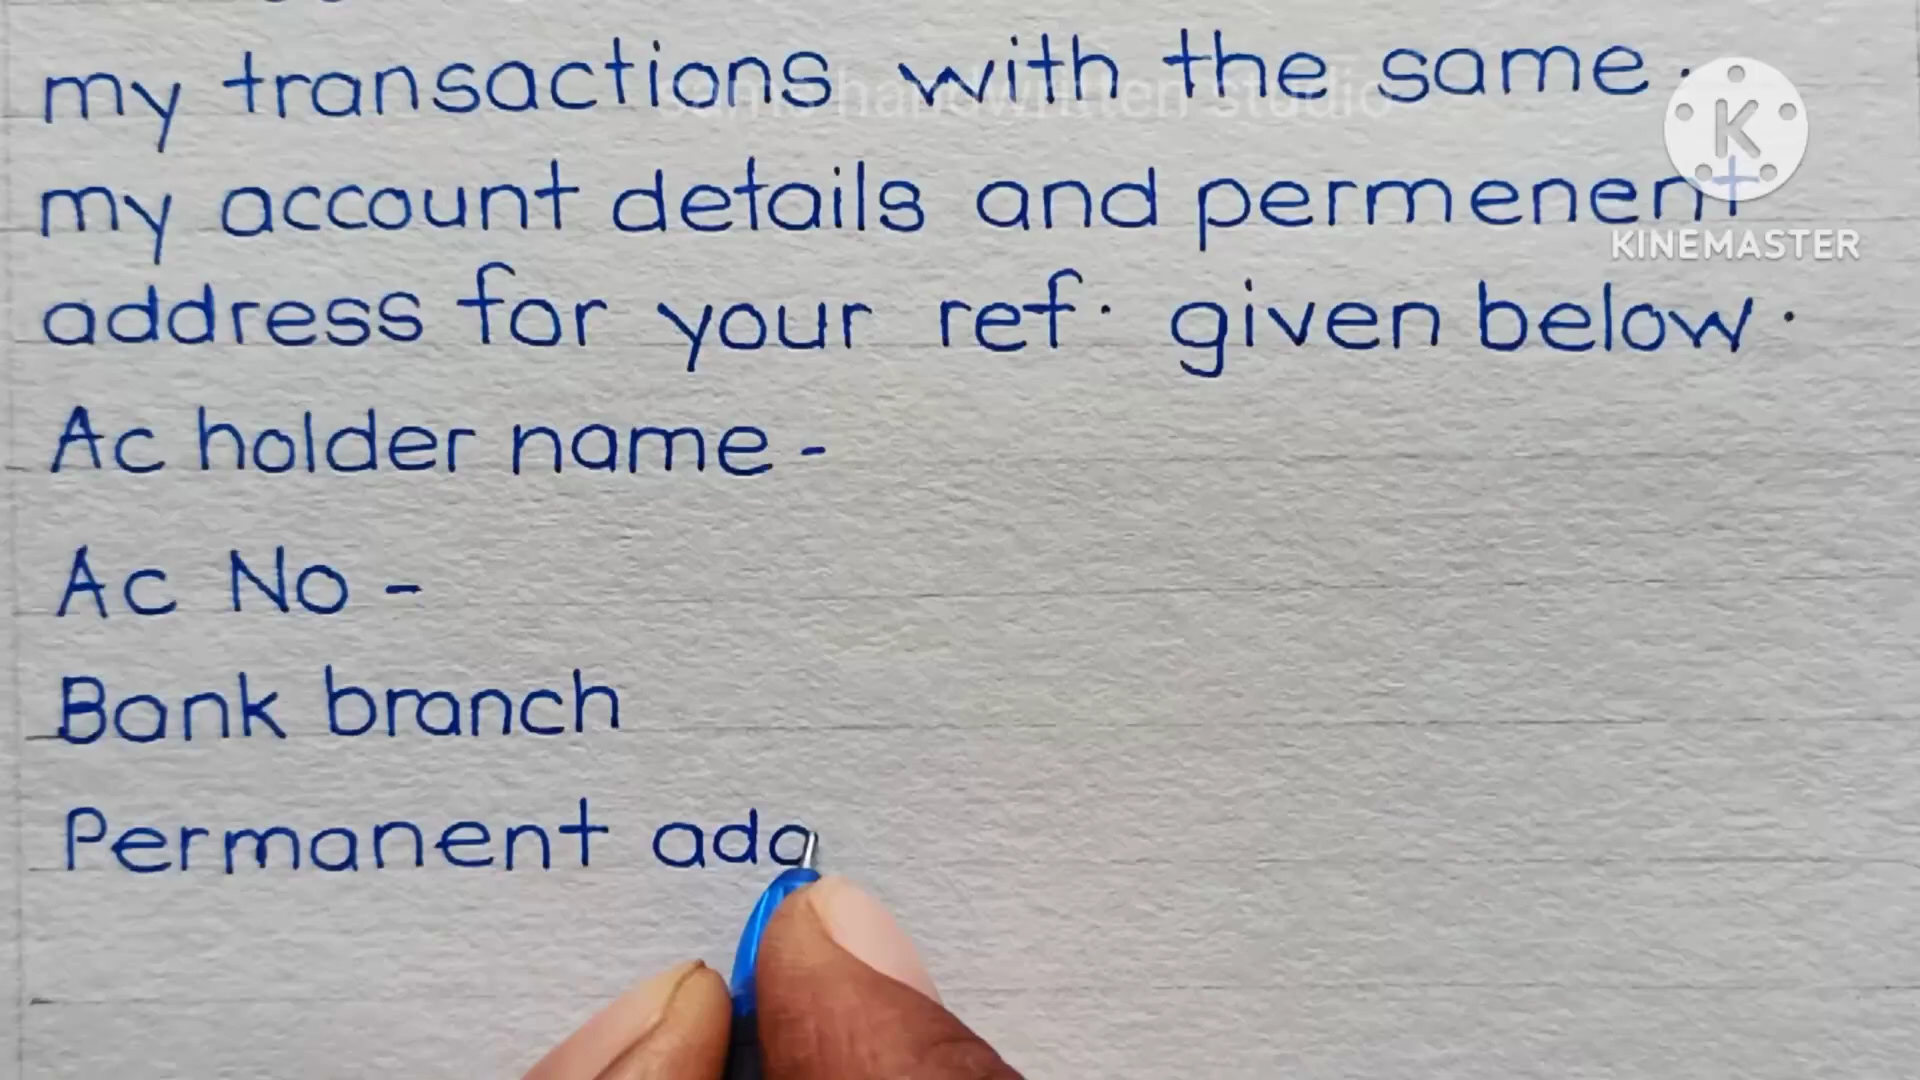 my transactions with the same.
my account details and permenent
address for your ref. given below.
Ac holder name -
Ac No -
Bank branch
Permanent add
K
KINEMASTER